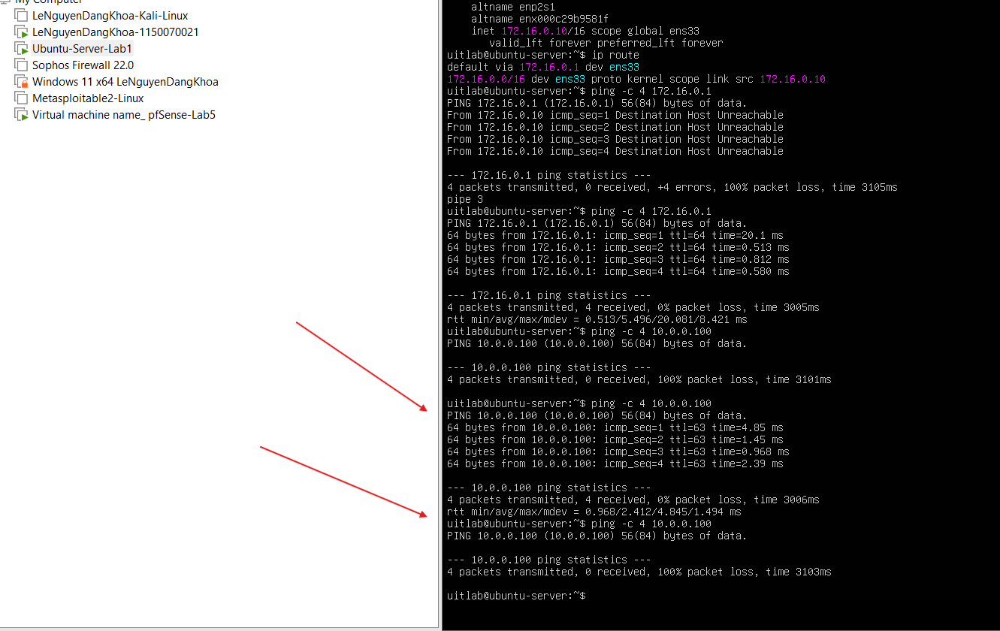 My Computer
LeNguyenDangKhoa-Kali-Linux
LeNguyenDangKhoa-1150070021
Ubuntu-Server-Lab1
Sophos Firewall 22.0
Windows 11 x64 LeNguyenDangKhoa
Metasploitable2-Linux
Virtual machine name_ pfSense-Lab5
altname enp2s1
altname enx000c29b9581f
inet 172.16.0.10/16 scope global ens33
valid_lft forever preferred_lft forever
uitlab@ubuntu-server:~$ ip route
default via 172.16.0.1 dev ens33
172.16.0.0/16 dev ens33 proto kernel scope link src 172.16.0.10
uitlab@ubuntu-server:~$ ping -c 4 172.16.0.1
PING 172.16.0.1 (172.16.0.1) 56(84) bytes of data.
From 172.16.0.10 icmp_seq=1 Destination Host Unreachable
From 172.16.0.10 icmp_seq=2 Destination Host Unreachable
From 172.16.0.10 icmp_seq=3 Destination Host Unreachable
From 172.16.0.10 icmp_seq=4 Destination Host Unreachable
--- 172.16.0.1 ping statistics ---
4 packets transmitted, 0 received, +4 errors, 100% packet loss, time 3105ms
pipe 3
uitlab@ubuntu-server:~$ ping -c 4 172.16.0.1
PING 172.16.0.1 (172.16.0.1) 56(84) bytes of data.
64 bytes from 172.16.0.1: icmp_seq=1 ttl=64 time=20.1 ms
64 bytes from 172.16.0.1: icmp_seq=2 ttl=64 time=0.513 ms
64 bytes from 172.16.0.1: icmp_seq=3 ttl=64 time=0.812 ms
64 bytes from 172.16.0.1: icmp_seq=4 ttl=64 time=0.580 ms
--- 172.16.0.1 ping statistics ---
4 packets transmitted, 4 received, 0% packet loss, time 3005ms
rtt min/avg/max/mdev = 0.513/5.496/20.081/8.421 ms
uitlab@ubuntu-server:~$ ping -c 4 10.0.0.100
PING 10.0.0.100 (10.0.0.100) 56(84) bytes of data.
--- 10.0.0.100 ping statistics ---
4 packets transmitted, 0 received, 100% packet loss, time 3101ms
uitlab@ubuntu-server:~$ ping -c 4 10.0.0.100
PING 10.0.0.100 (10.0.0.100) 56(84) bytes of data.
64 bytes from 10.0.0.100: icmp_seq=1 ttl=63 time=4.85 ms
64 bytes from 10.0.0.100: icmp_seq=2 ttl=63 time=1.45 ms
64 bytes from 10.0.0.100: icmp_seq=3 ttl=63 time=0.968 ms
64 bytes from 10.0.0.100: icmp_seq=4 ttl=63 time=2.39 ms
--- 10.0.0.100 ping statistics ---
4 packets transmitted, 4 received, 0% packet loss, time 3006ms
rtt min/avg/max/mdev = 0.968/2.412/4.845/1.494 ms
uitlab@ubuntu-server:~$ ping -c 4 10.0.0.100
PING 10.0.0.100 (10.0.0.100) 56(84) bytes of data.
--- 10.0.0.100 ping statistics ---
4 packets transmitted, 0 received, 100% packet loss, time 3103ms
uitlab@ubuntu-server:~$